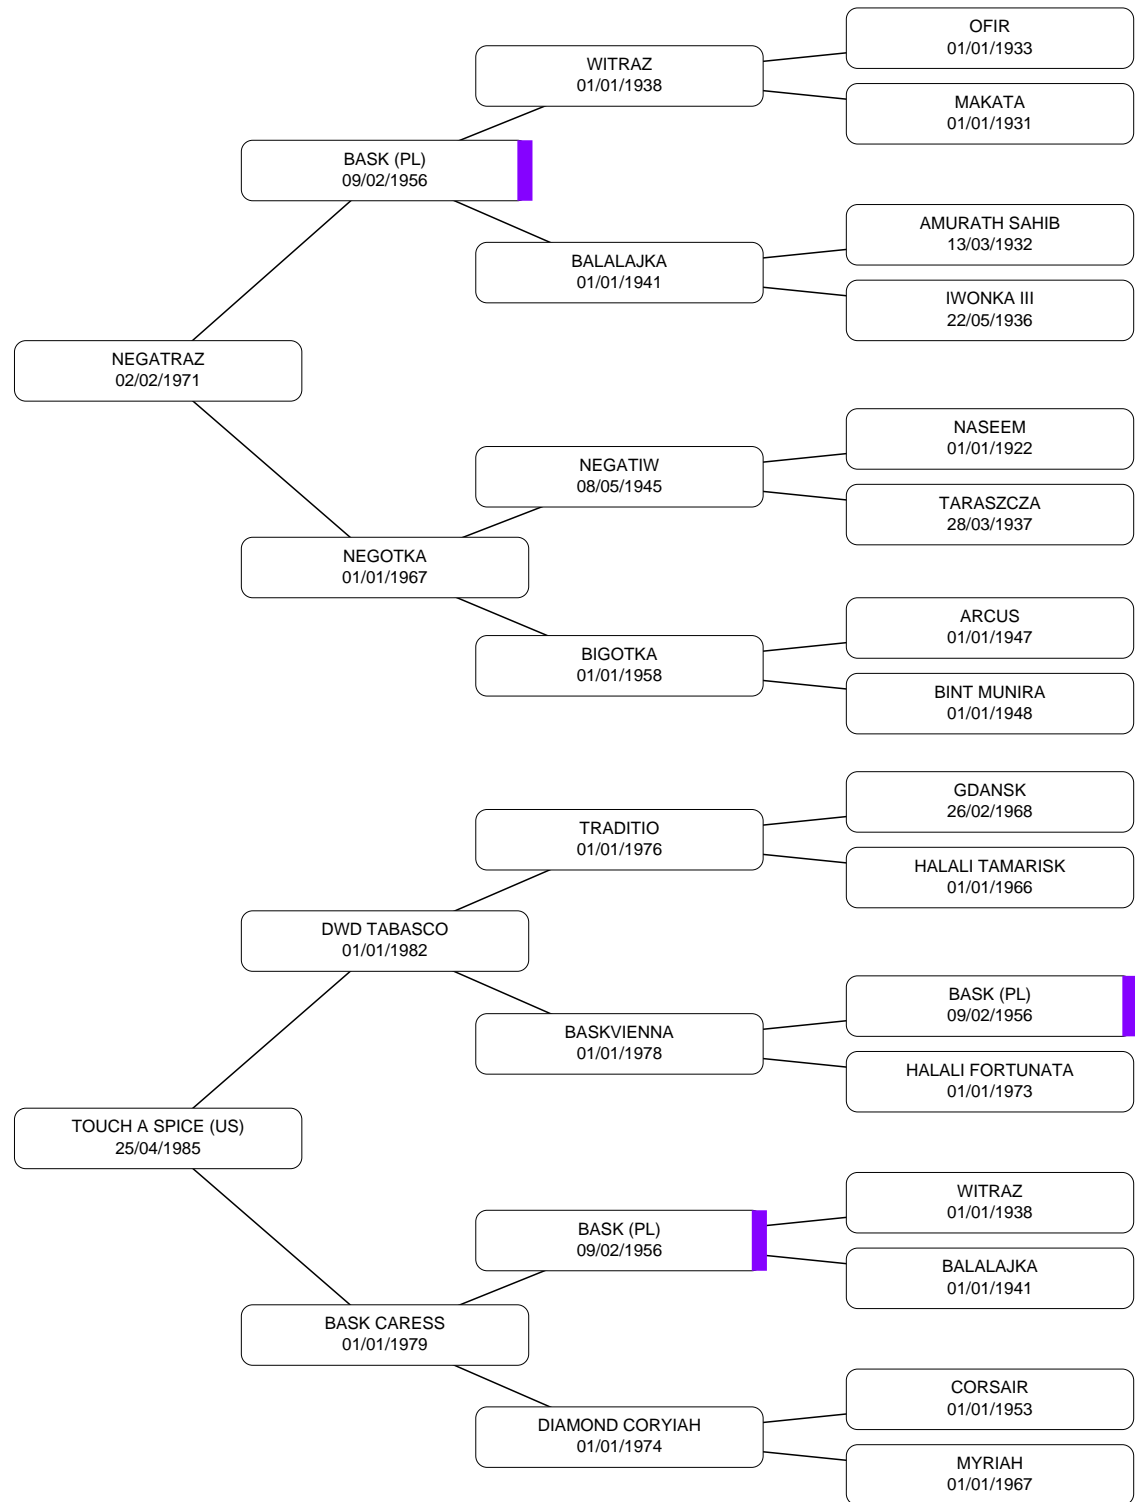 OFIR
01/01/1933
WITRAZ
01/01/1938
MAKATA
01/01/1931
BASK (PL)
09/02/1956
AMURATH SAHIB
13/03/1932
BALALAJKA
01/01/1941
IWONKA III
22/05/1936
NEGATRAZ
02/02/1971
NASEEM
01/01/1922
NEGATIW
08/05/1945
TARASZCZA
28/03/1937
NEGOTKA
01/01/1967
ARCUS
01/01/1947
BIGOTKA
01/01/1958
BINT MUNIRA
01/01/1948
GDANSK
26/02/1968
TRADITIO
01/01/1976
HALALI TAMARISK
01/01/1966
DWD TABASCO
01/01/1982
BASK (PL)
09/02/1956
BASKVIENNA
01/01/1978
HALALI FORTUNATA
01/01/1973
TOUCH A SPICE (US)
25/04/1985
WITRAZ
01/01/1938
BASK (PL)
09/02/1956
BALALAJKA
01/01/1941
BASK CARESS
01/01/1979
CORSAIR
01/01/1953
DIAMOND CORYIAH
01/01/1974
MYRIAH
01/01/1967